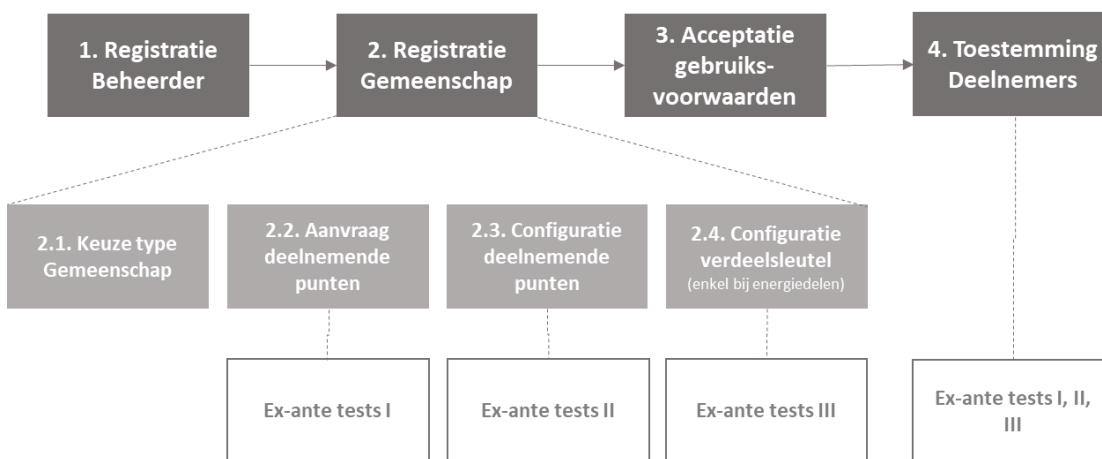 1. Registratie
Beheerder
2. Registratie
Gemeenschap
3. Acceptatie
gebruiks-
voorwaarden
4. Toestemming
Deelnemers
2.1. Keuze type
Gemeenschap
2.2. Aanvraag
deelnemende
punten
2.3. Configuratie
deelnemende
punten
2.4. Configuratie
verdeelsleutel
(enkel bij energiedelen)
Ex-ante tests I
Ex-ante tests II
Ex-ante tests III
Ex-ante tests I, II,
III